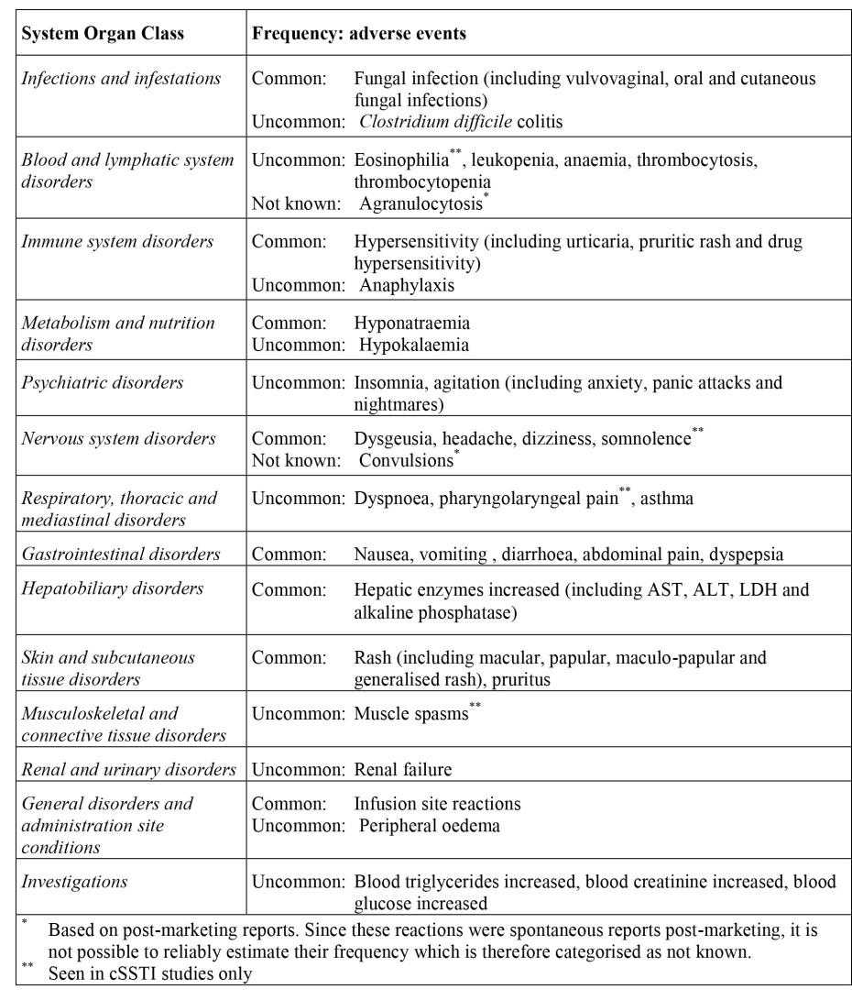 System Organ Class
Frequency: adverse events
Infections and infestations
Common: Fungal infection (including vulvovaginal, oral and cutaneous
fungal infections)
Uncommon: Clostridium difficile colitis
Blood and lymphatic system
disorders
Uncommon: Eosinophilia**, leukopenia, anaemia, thrombocytosis,
thrombocytopenia
Not known: Agranulocytosis*
Immune system disorders
Common: Hypersensitivity (including urticaria, pruritic rash and drug
hypersensitivity)
Uncommon: Anaphylaxis
Metabolism and nutrition
disorders
Common: Hyponatraemia
Uncommon: Hypokalaemia
Psychiatric disorders
Uncommon: Insomnia, agitation (including anxiety, panic attacks and
nightmares)
Nervous system disorders
Common: Dysgeusia, headache, dizziness, somnolence**
Not known: Convulsions*
Respiratory, thoracic and
mediastinal disorders
Uncommon: Dyspnoea, pharyngolaryngeal pain**, asthma
Gastrointestinal disorders
Common: Nausea, vomiting , diarrhoea, abdominal pain, dyspepsia
Hepatobiliary disorders
Common: Hepatic enzymes increased (including AST, ALT, LDH and
alkaline phosphatase)
Skin and subcutaneous
tissue disorders
Common: Rash (including macular, papular, maculo-papular and
generalised rash), pruritus
Musculoskeletal and
connective tissue disorders
Uncommon: Muscle spasms**
Renal and urinary disorders
Uncommon: Renal failure
General disorders and
administration site
conditions
Common: Infusion site reactions
Uncommon: Peripheral oedema
Investigations
Uncommon: Blood triglycerides increased, blood creatinine increased, blood
glucose increased
* Based on post-marketing reports. Since these reactions were spontaneous reports post-marketing, it is
not possible to reliably estimate their frequency which is therefore categorised as not known.
** Seen in cSSTI studies only